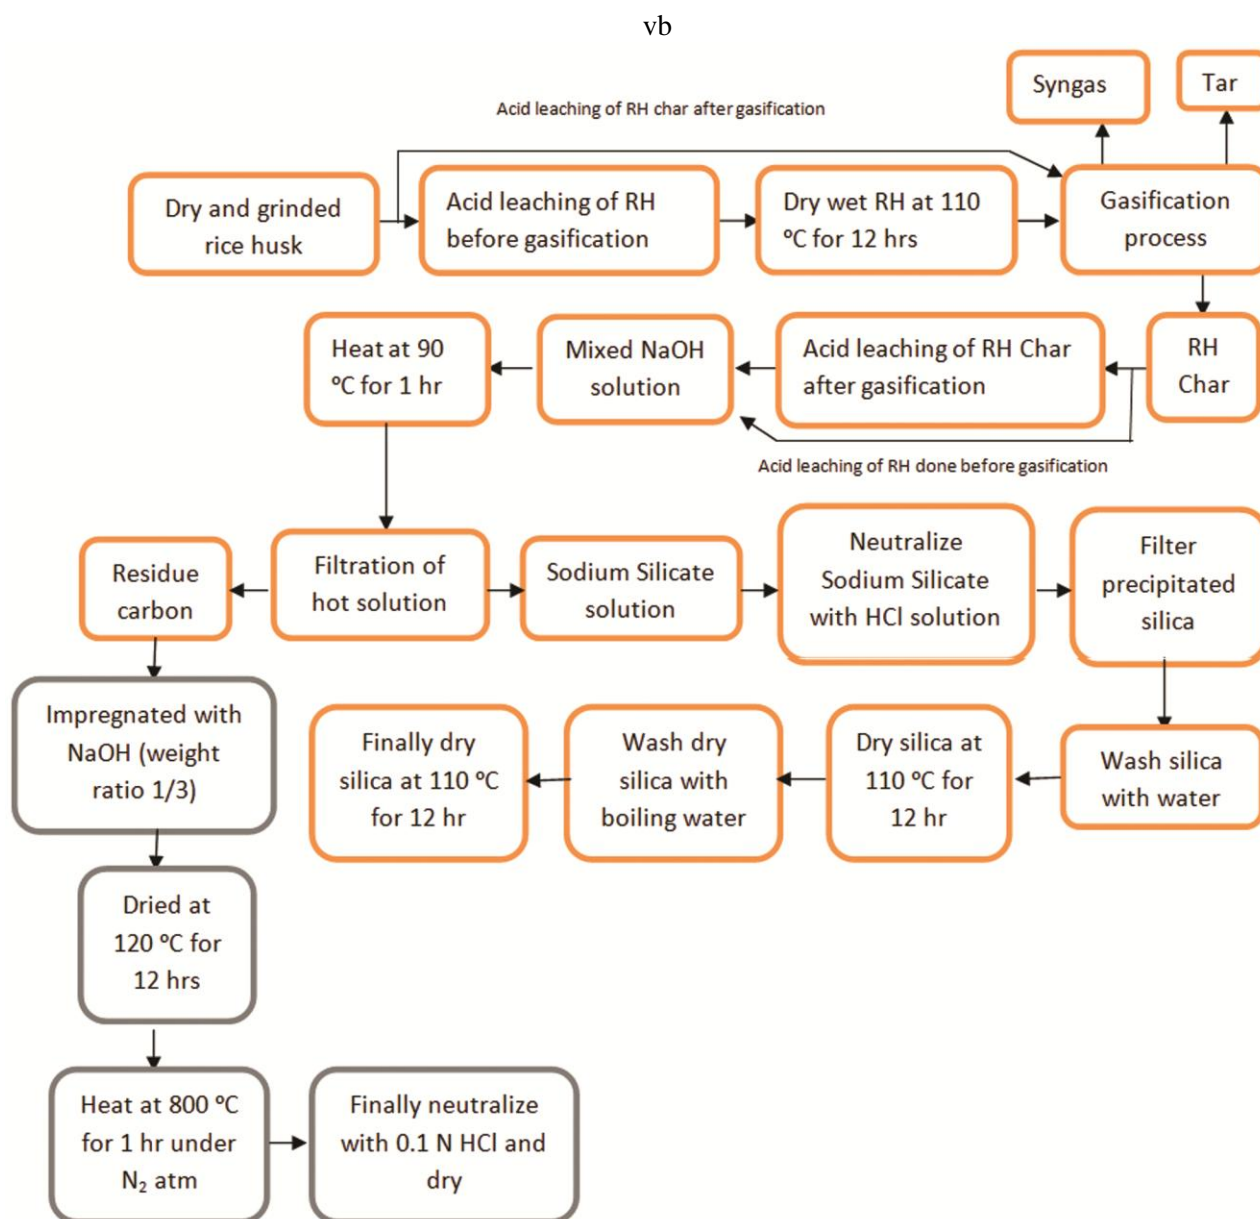 vb
Syngas
Tar
Acid leaching of RH char after gasification
Dry and grinded
rice husk
Acid leaching of RH
before gasification
Dry wet RH at 110
ºC for 12 hrs
Gasification
process
Heat at 90
ºC for 1 hr
Mixed NaOH
solution
Acid leaching of RH Char
after gasification
RH
Char
Acid leaching of RH done before gasification
Residue
carbon
Filtration of
hot solution
Sodium Silicate
solution
Neutralize
Sodium Silicate
with HCl solution
Filter
precipitated
silica
Impregnated with
NaOH (weight
ratio 1/3)
Finally dry
silica at 110 ºC
for 12 hr
Wash dry
silica with
boiling water
Dry silica at
110 ºC for
12 hr
Wash silica
with water
Dried at
120 ºC for
12 hrs
Heat at 800 ºC
for 1 hr under
N₂ atm
Finally neutralize
with 0.1 N HCl and
dry